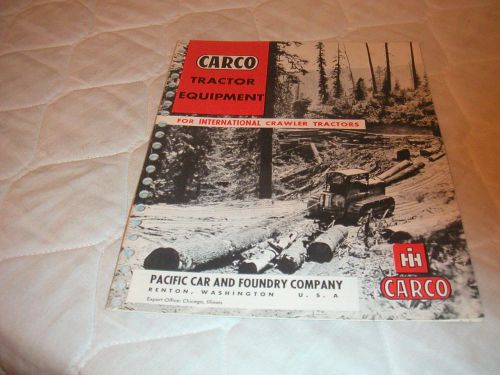 CARCO
TRACTOR
EQUIPMENT
FOR INTERNATIONAL CRAWLER TRACTORS
PACIFIC CAR AND FOUNDRY COMPANY
RENTON, WASHINGTON U. S. A
Export Office: Chicago, Illinois
IH
CARCO